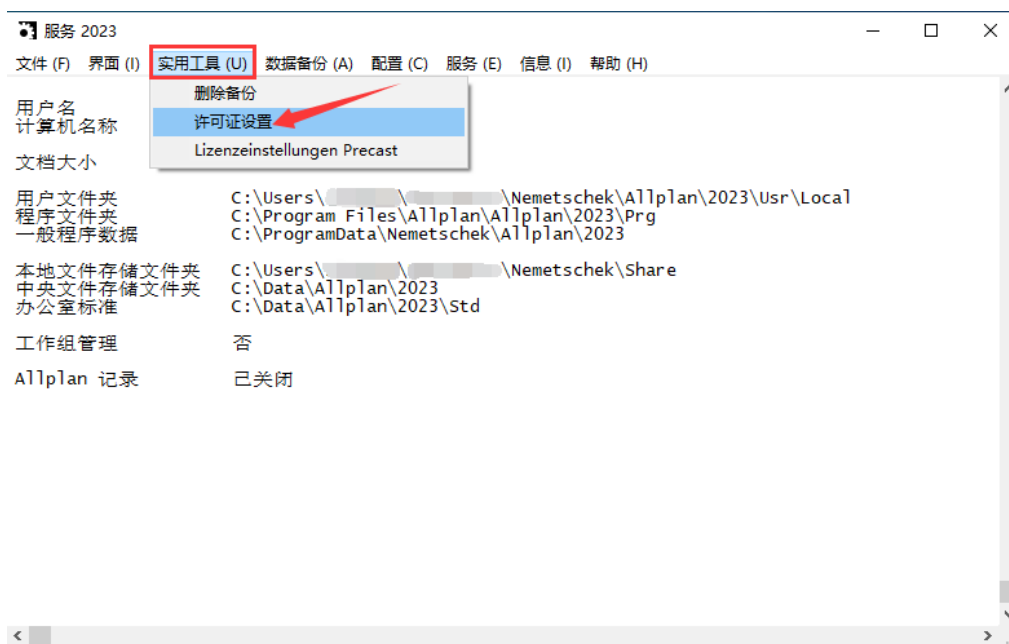 服务 2023
文件 (F) 界面 (I) 实用工具 (U) 数据备份 (A) 配置 (C) 服务 (E) 信息 (I) 帮助 (H)
删除备份
许可证设置
Lizenzeinstellungen Precast
用户名
计算机名称
文档大小
用户文件夹 C:\Users\ \ \Nemetschek\Allplan\2023\Usr\Local
程序文件夹 C:\Program Files\Allplan\Allplan\2023\Prg
一般程序数据 C:\ProgramData\Nemetschek\Allplan\2023
本地文件存储文件夹 C:\Users\ \ \Nemetschek\Share
中央文件存储文件夹 C:\Data\Allplan\2023
办公室标准 C:\Data\Allplan\2023\Std
工作组管理 否
Allplan 记录 己关闭